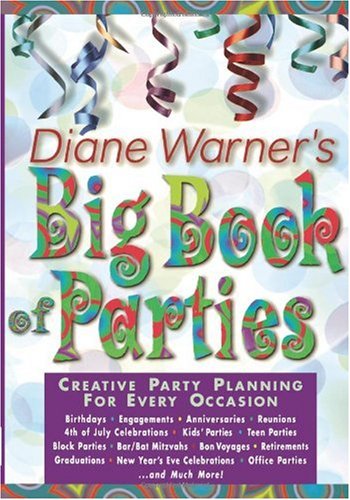 Diane Warner's
Big Book
of Parties
CREATIVE PARTY PLANNING
FOR EVERY OCCASION
Birthdays • Engagements • Anniversaries • Reunions
4th of July Celebrations • Kids' Parties • Teen Parties
Block Parties • Bar/Bat Mitzvahs • Bon Voyages • Retirements
Graduations • New Year's Eve Celebrations • Office Parties
...and Much More!